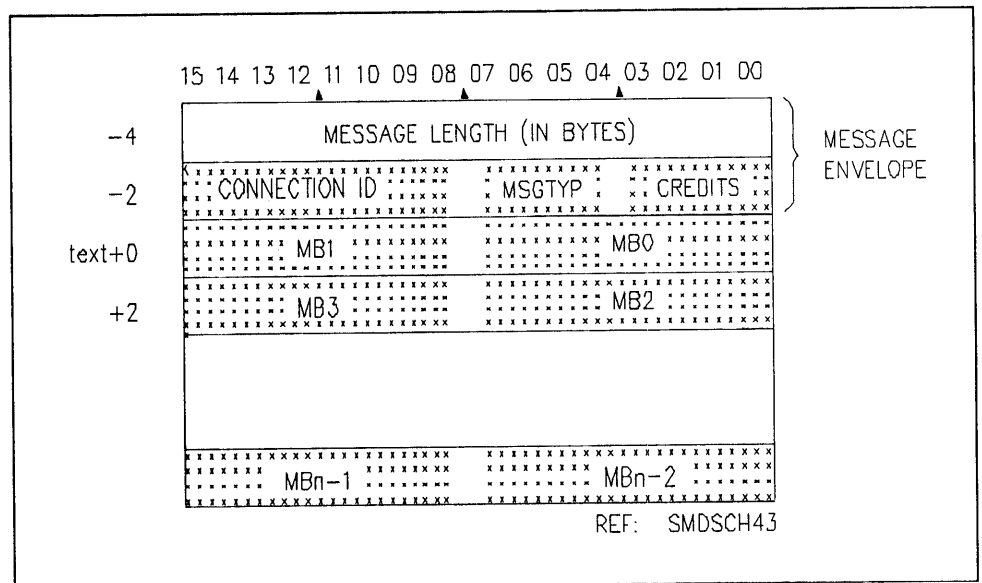 15 14 13 12 11 10 09 08 07 06 05 04 03 02 01 00
-4 MESSAGE LENGTH (IN BYTES) MESSAGE
ENVELOPE
-2 CONNECTION ID MSGTYP CREDITS
text+0 MB1 MB0
+2 MB3 MB2
MBn-1 MBn-2
REF: SMDSCH43